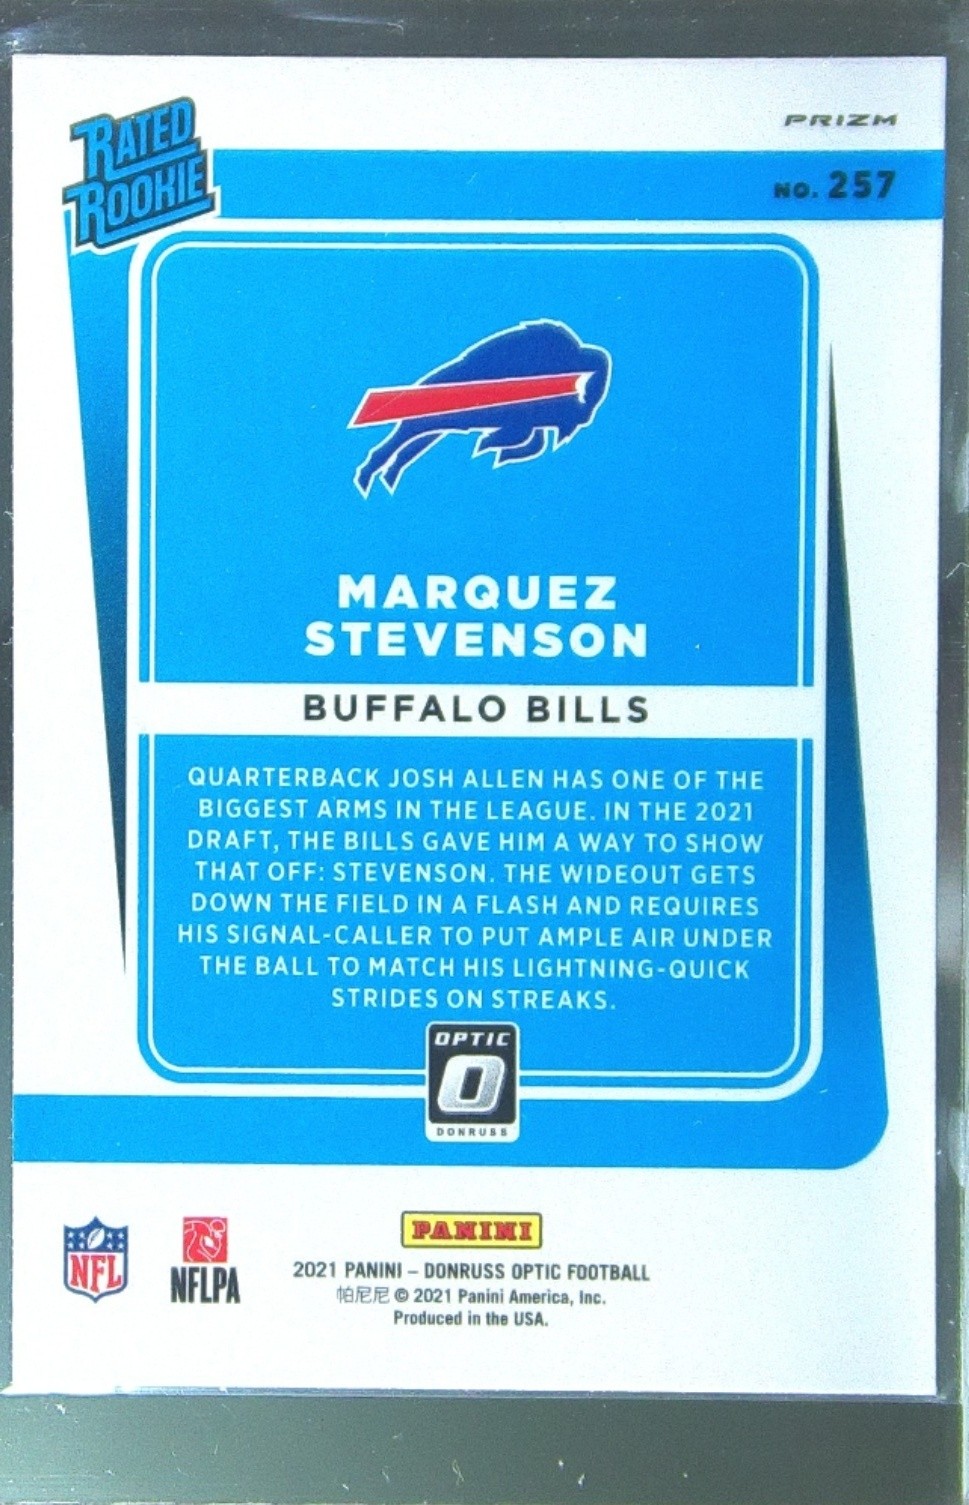 RATED
ROOKIE
PRIZM
NO. 257
MARQUEZ
STEVENSON
BUFFALO BILLS
QUARTERBACK JOSH ALLEN HAS ONE OF THE
BIGGEST ARMS IN THE LEAGUE. IN THE 2021
DRAFT, THE BILLS GAVE HIM A WAY TO SHOW
THAT OFF: STEVENSON. THE WIDEOUT GETS
DOWN THE FIELD IN A FLASH AND REQUIRES
HIS SIGNAL-CALLER TO PUT AMPLE AIR UNDER
THE BALL TO MATCH HIS LIGHTNING-QUICK
STRIDES ON STREAKS.
OPTIC
O
DONRUSS
NFL
NFLPA
PANINI
2021 PANINI – DONRUSS OPTIC FOOTBALL
帕尼尼 © 2021 Panini America, Inc.
Produced in the USA.